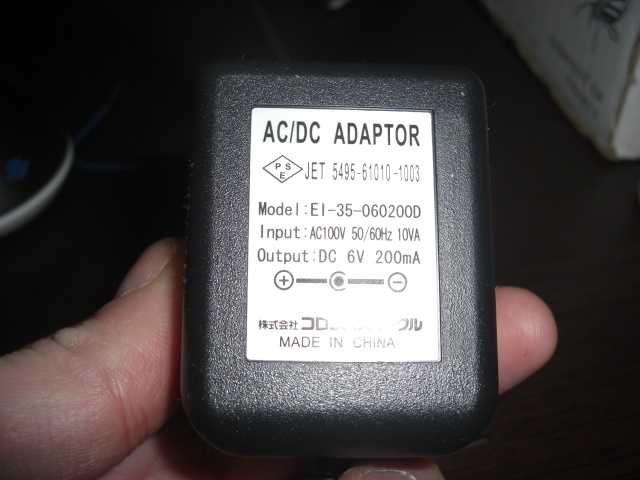 AC/DC ADAPTOR
PSE JET 5495-61010-1003
Model:EI-35-060200D
Input:AC100V 50/60Hz 10VA
Output:DC 6V 200mA
+ −
株式会社
MADE IN CHINA